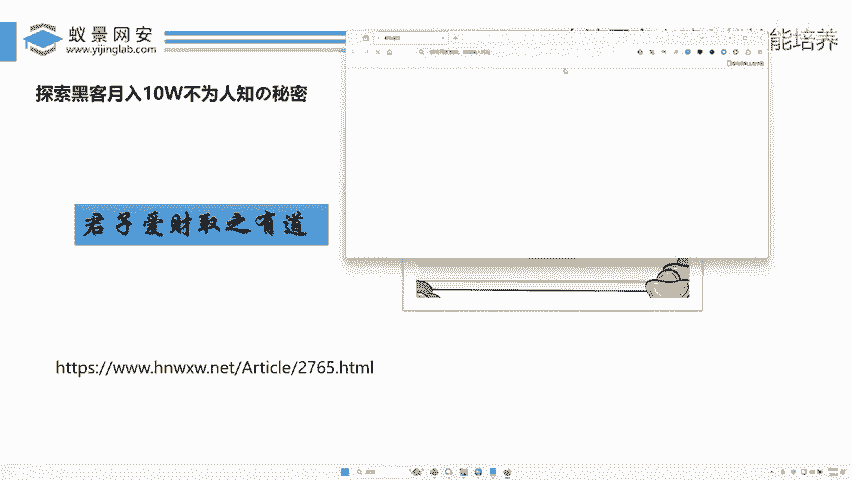 蚁景网安
www.yijinglab.com
能培养
探索黑客月入10W不为人知の秘密
君子爱财取之有道
https://www.hnwxw.net/Article/2765.html